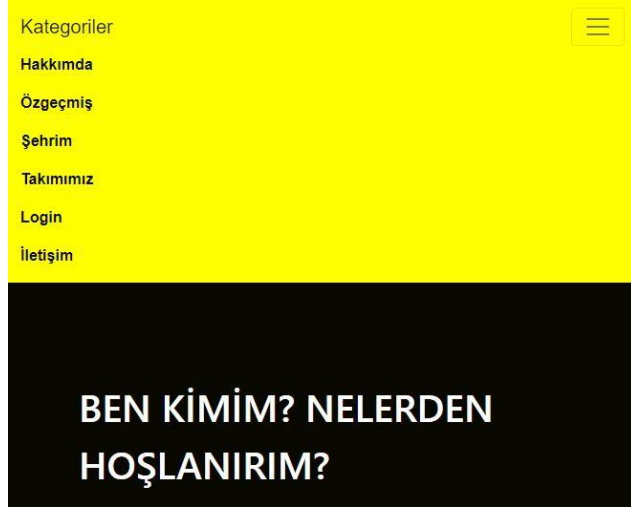 Kategoriler
Hakkımda
Özgeçmiş
Şehrim
Takımımız
Login
İletişim
BEN KİMİM? NELERDEN
HOŞLANIRIM?